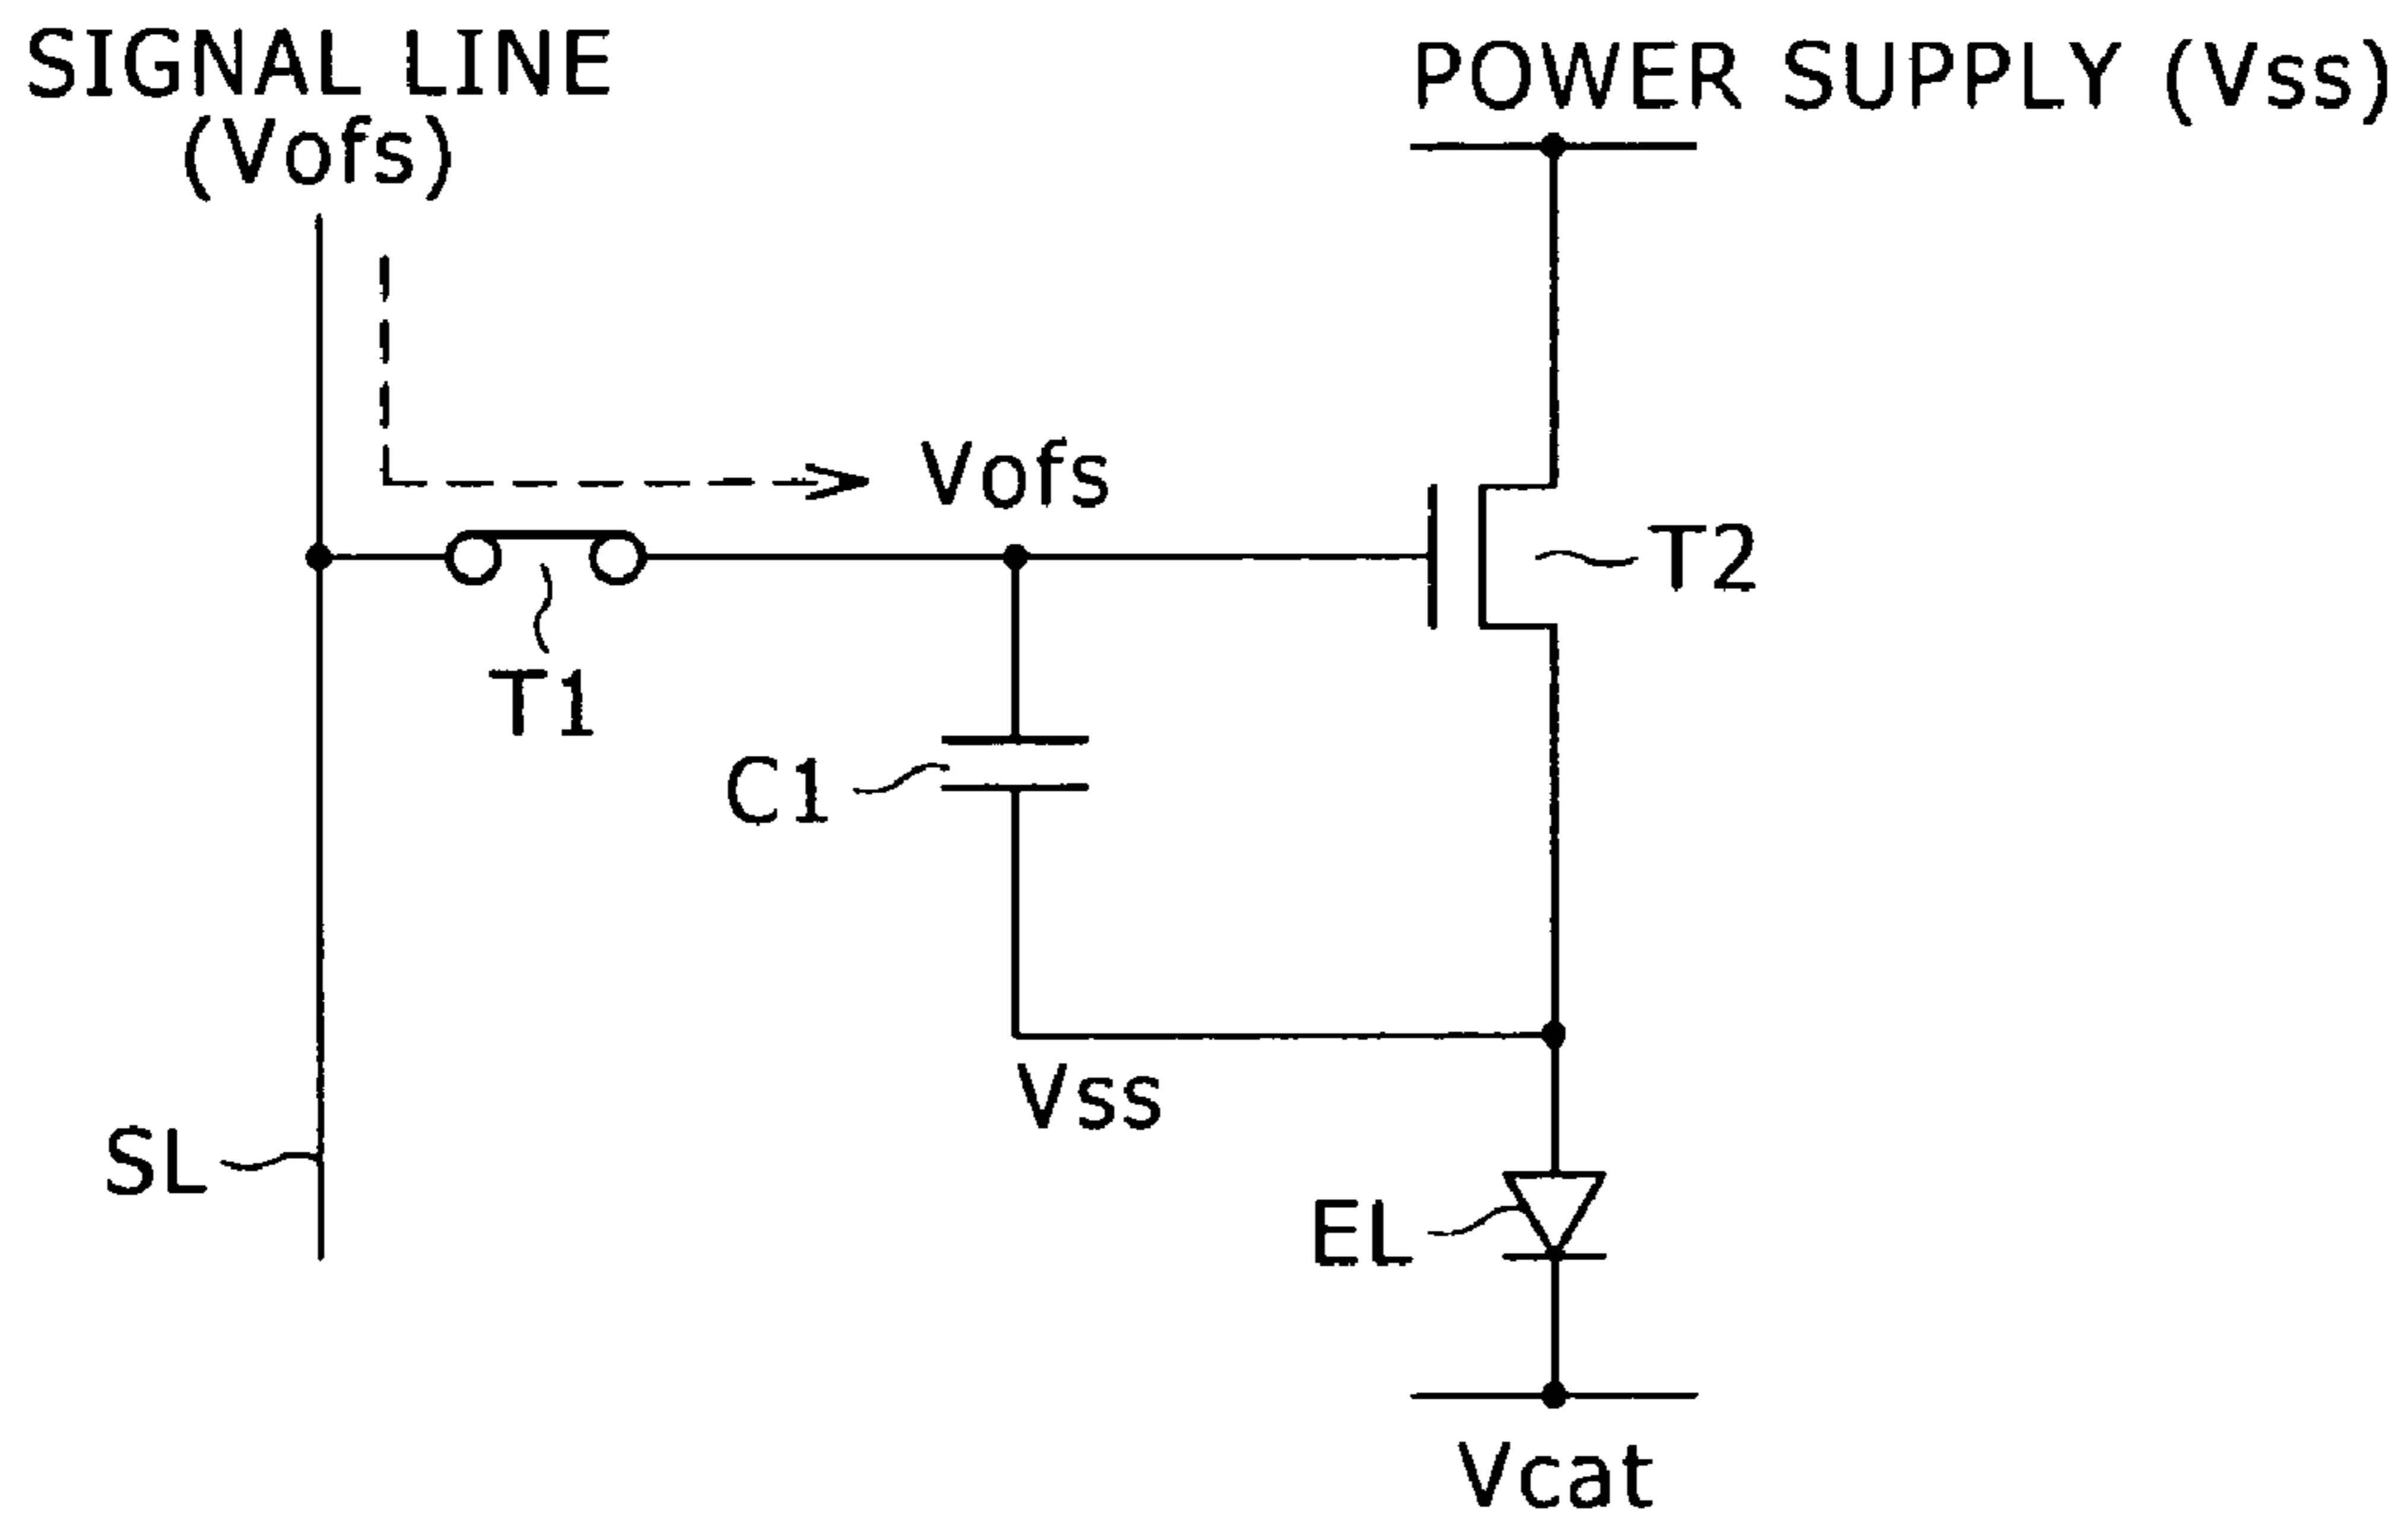 SIGNAL LINE
(Vofs)
POWER SUPPLY (Vss)
Vofs
T2
T1
C1
Vss
SL
EL
Vcat